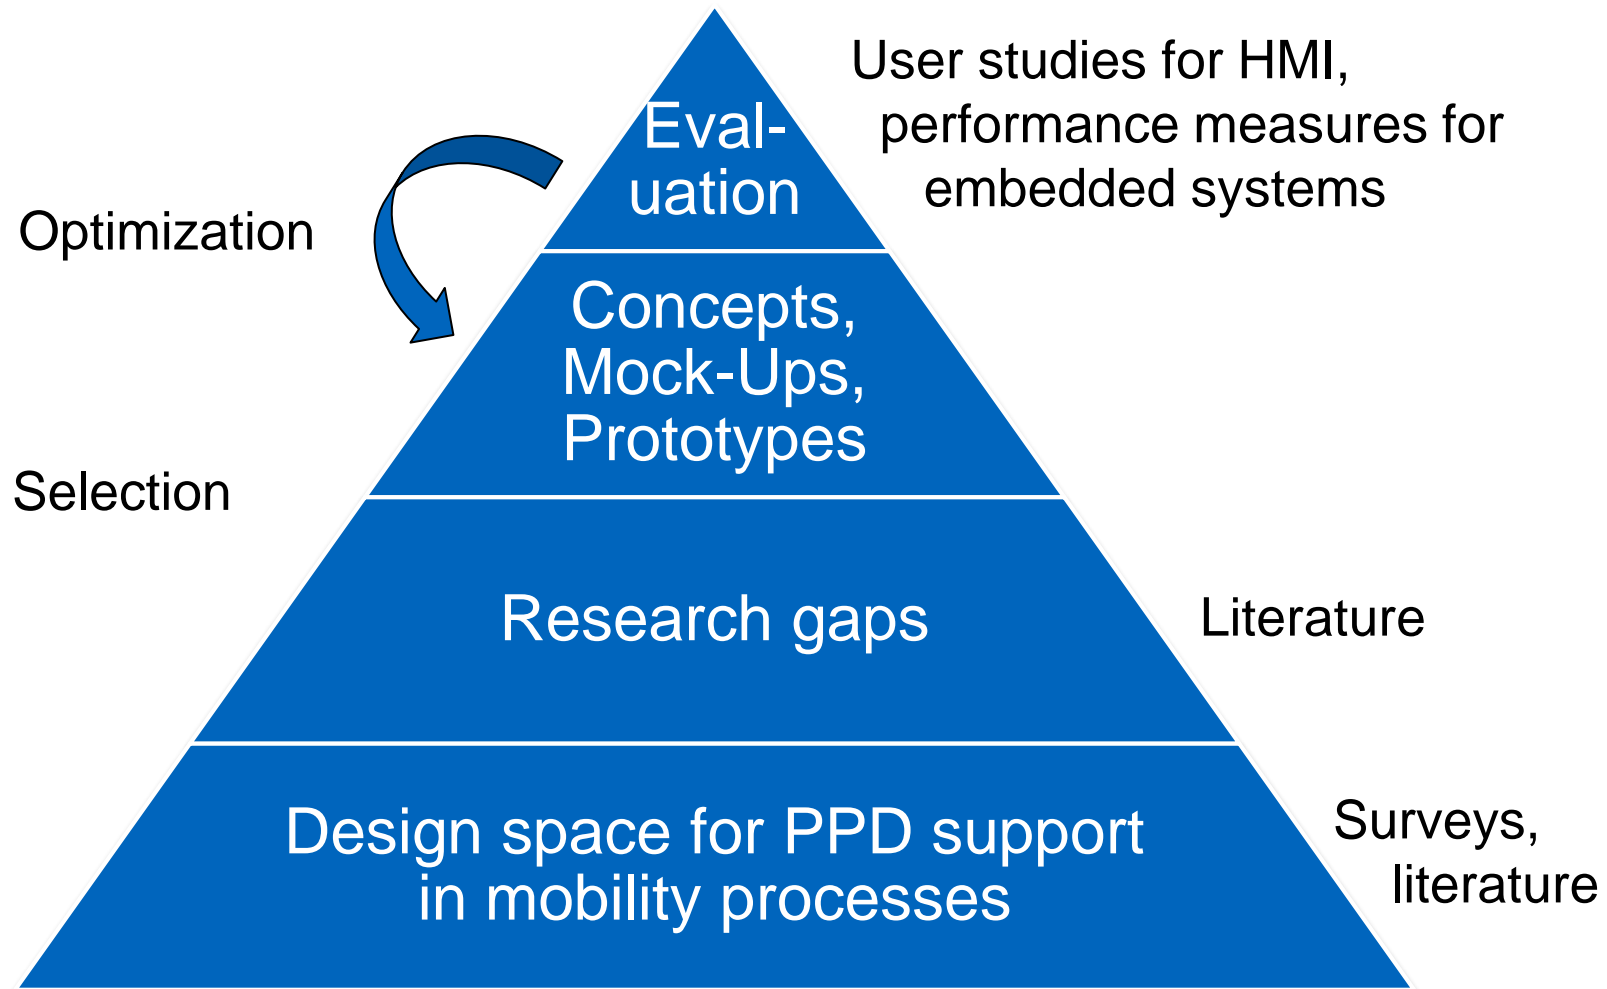 User studies for HMI,
performance measures for
embedded systems
Eval-
uation
Optimization
Concepts,
Mock-Ups,
Prototypes
Selection
Research gaps
Literature
Design space for PPD support
in mobility processes
Surveys,
literature